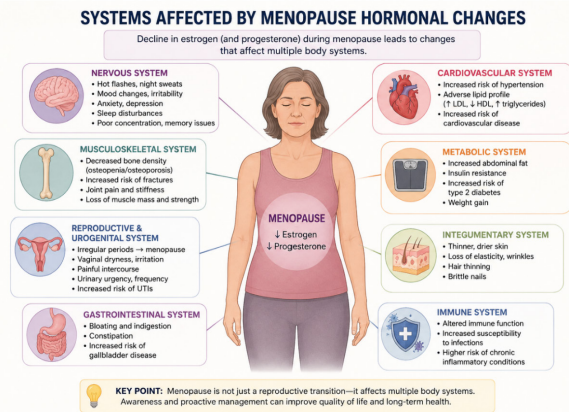 SYSTEMS AFFECTED BY MENOPAUSE HORMONAL CHANGES
Decline in estrogen (and progesterone) during menopause leads to changes
that affect multiple body systems.
NERVOUS SYSTEM
• Hot flashes, night sweats
• Mood changes, irritability
• Anxiety, depression
• Sleep disturbances
• Poor concentration, memory issues
MUSCULOSKELETAL SYSTEM
• Decreased bone density
(osteopenia/osteoporosis)
• Increased risk of fractures
• Joint pain and stiffness
• Loss of muscle mass and strength
REPRODUCTIVE &
UROGENITAL SYSTEM
• Irregular periods → menopause
• Vaginal dryness, irritation
• Painful intercourse
• Urinary urgency, frequency
• Increased risk of UTIs
GASTROINTESTINAL SYSTEM
• Bloating and indigestion
• Constipation
• Increased risk of
gallbladder disease
MENOPAUSE
↓ Estrogen
↓ Progesterone
CARDIOVASCULAR SYSTEM
• Increased risk of hypertension
• Adverse lipid profile
(↑ LDL, ↓ HDL, ↑ triglycerides)
• Increased risk of
cardiovascular disease
METABOLIC SYSTEM
• Increased abdominal fat
• Insulin resistance
• Increased risk of
type 2 diabetes
• Weight gain
INTEGUMENTARY SYSTEM
• Thinner, drier skin
• Loss of elasticity, wrinkles
• Hair thinning
• Brittle nails
IMMUNE SYSTEM
• Altered immune function
• Increased susceptibility
to infections
• Higher risk of chronic
inflammatory conditions
KEY POINT: Menopause is not just a reproductive transition—it affects multiple body systems.
Awareness and proactive management can improve quality of life and long-term health.